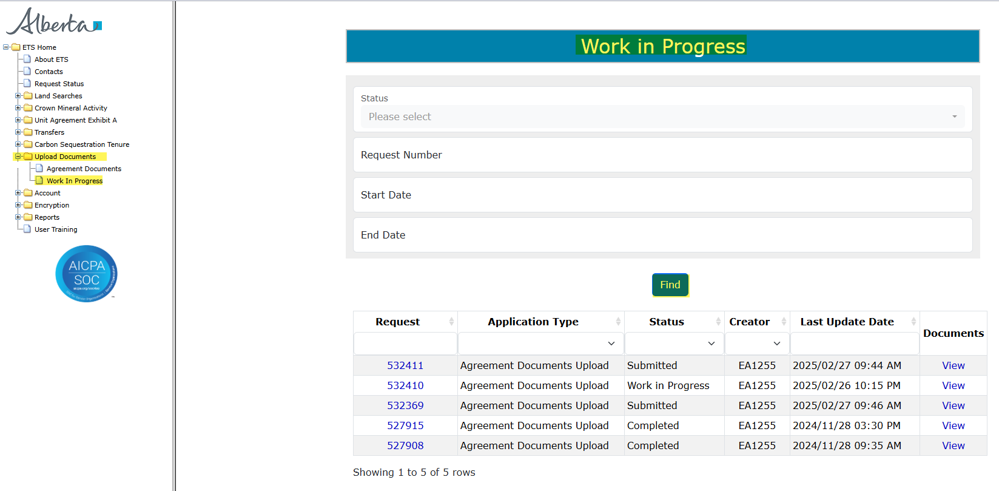 Alberta
ETS Home
About ETS
Contacts
Request Status
Land Searches
Crown Mineral Activity
Unit Agreement Exhibit A
Transfers
Carbon Sequestration Tenure
Upload Documents
Agreement Documents
Work In Progress
Account
Encryption
Reports
User Training
AICPA
SOC
Work in Progress
Status
Please select
Request Number
Start Date
End Date
Find
Request Application Type Status Creator Last Update Date Documents
532411 Agreement Documents Upload Submitted EA1255 2025/02/27 09:44 AM View
532410 Agreement Documents Upload Work in Progress EA1255 2025/02/26 10:15 PM View
532369 Agreement Documents Upload Submitted EA1255 2025/02/27 09:46 AM View
527915 Agreement Documents Upload Completed EA1255 2024/11/28 03:30 PM View
527908 Agreement Documents Upload Completed EA1255 2024/11/28 09:35 AM View
Showing 1 to 5 of 5 rows